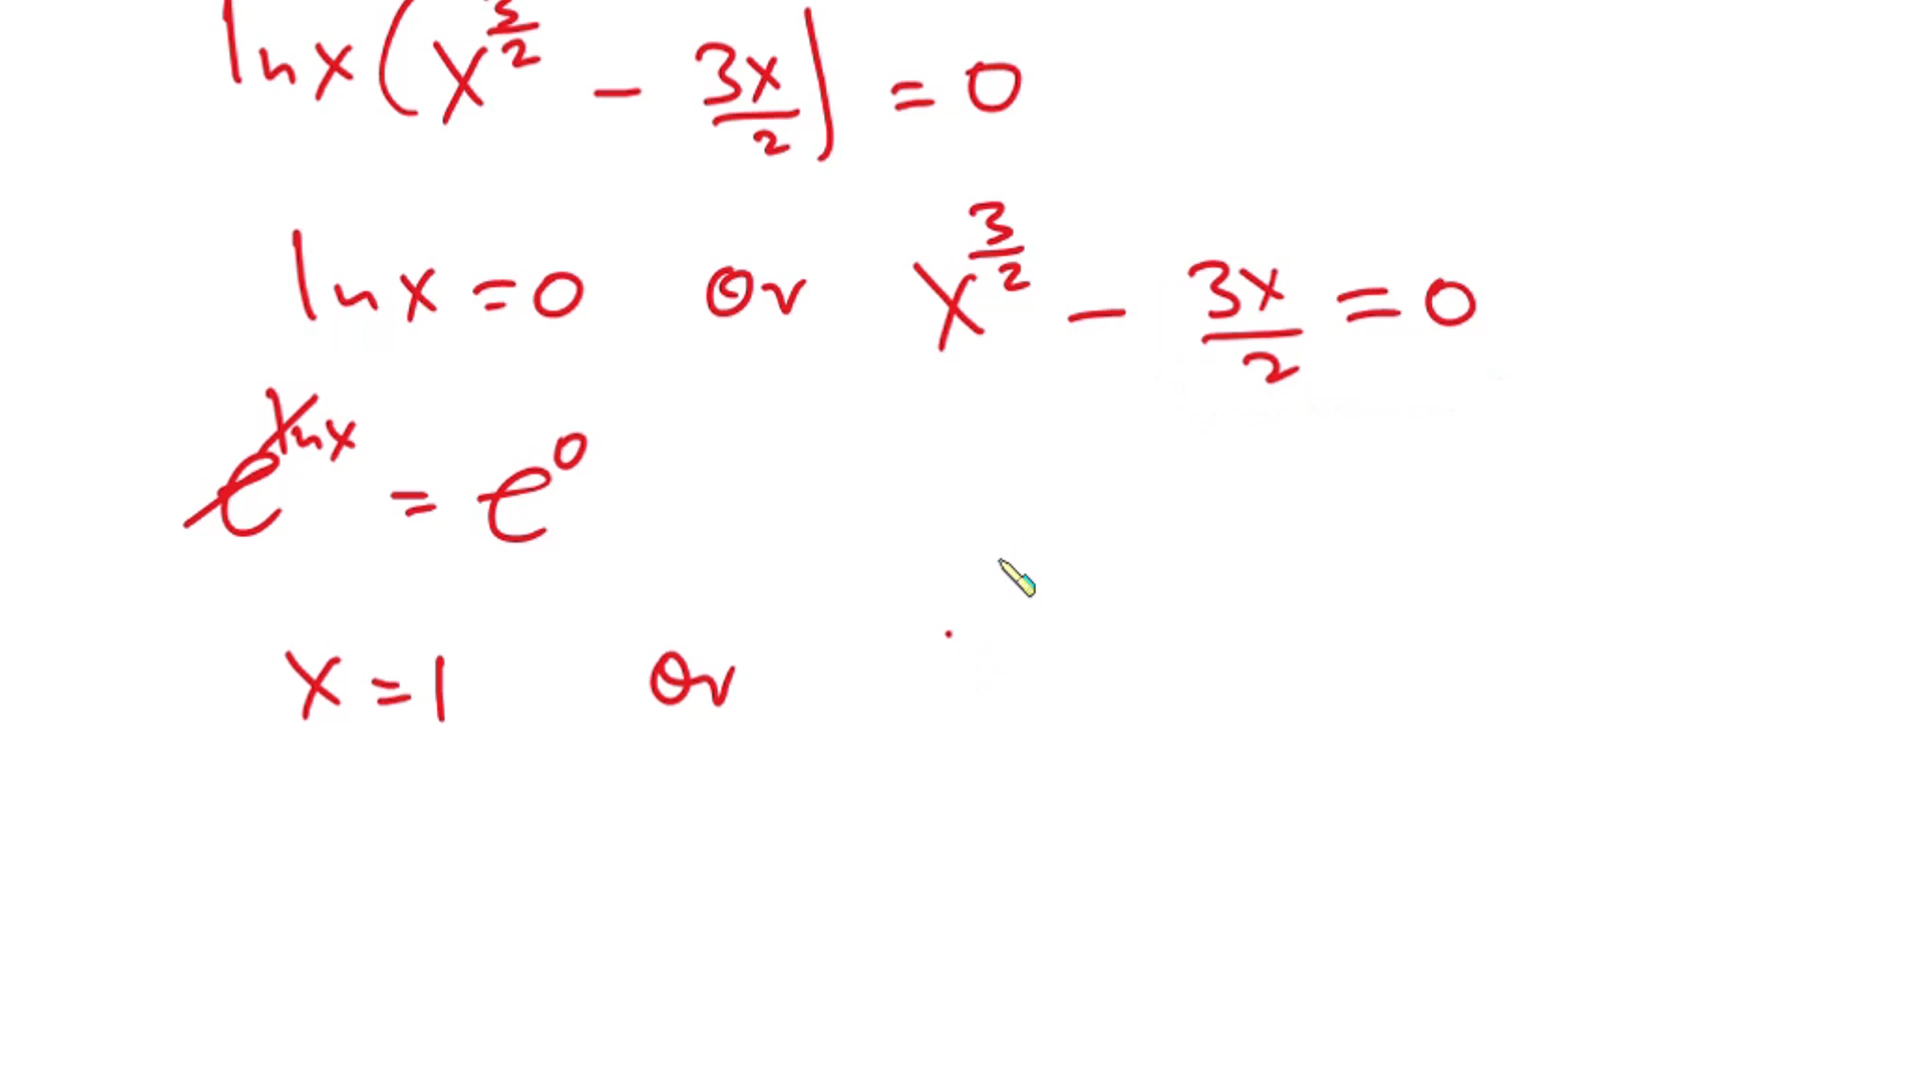 ln x (x^{3/2} - 3x/2) = 0
ln x = 0 or x^{3/2} - 3x/2 = 0
e^{ln x} = e^0
x = 1 or